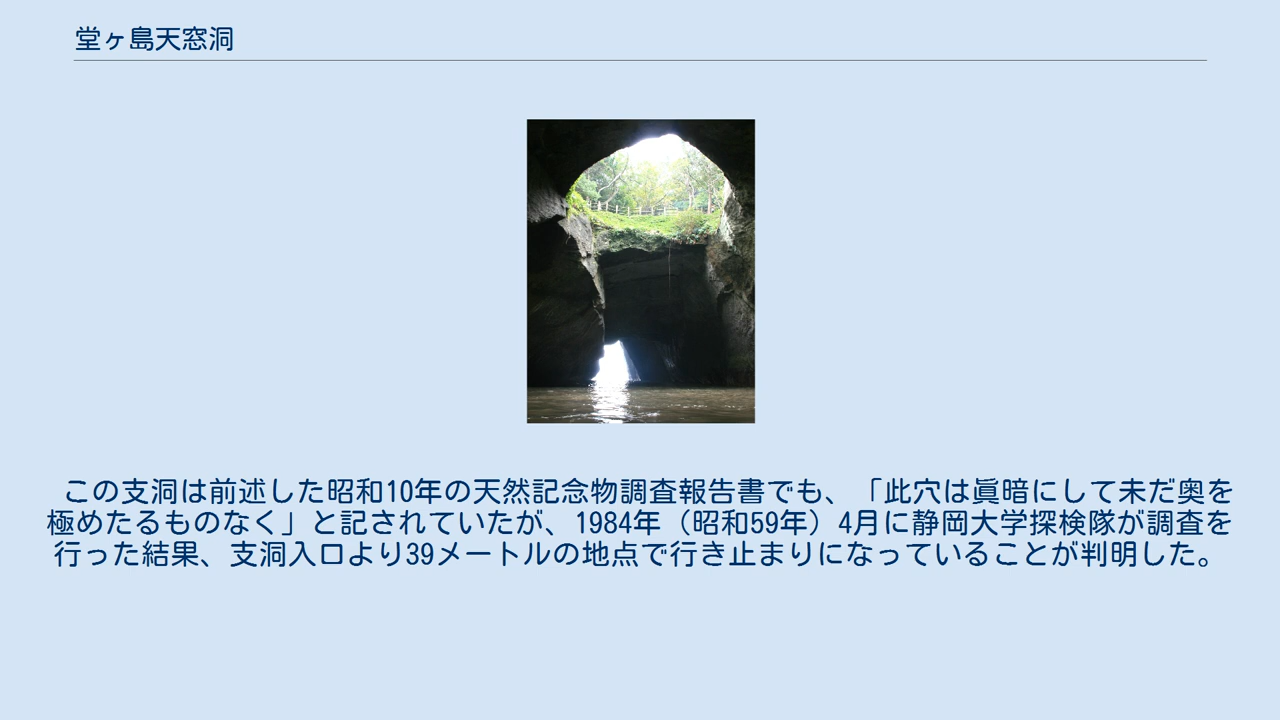 堂ヶ島天窓洞
この支洞は前述した昭和10年の天然記念物調査報告書でも、「此穴は眞暗にして未だ奥を
極めたるものなく」と記されていたが、1984年（昭和59年）4月に静岡大学探検隊が調査を
行った結果、支洞入口より39メートルの地点で行き止まりになっていることが判明した。